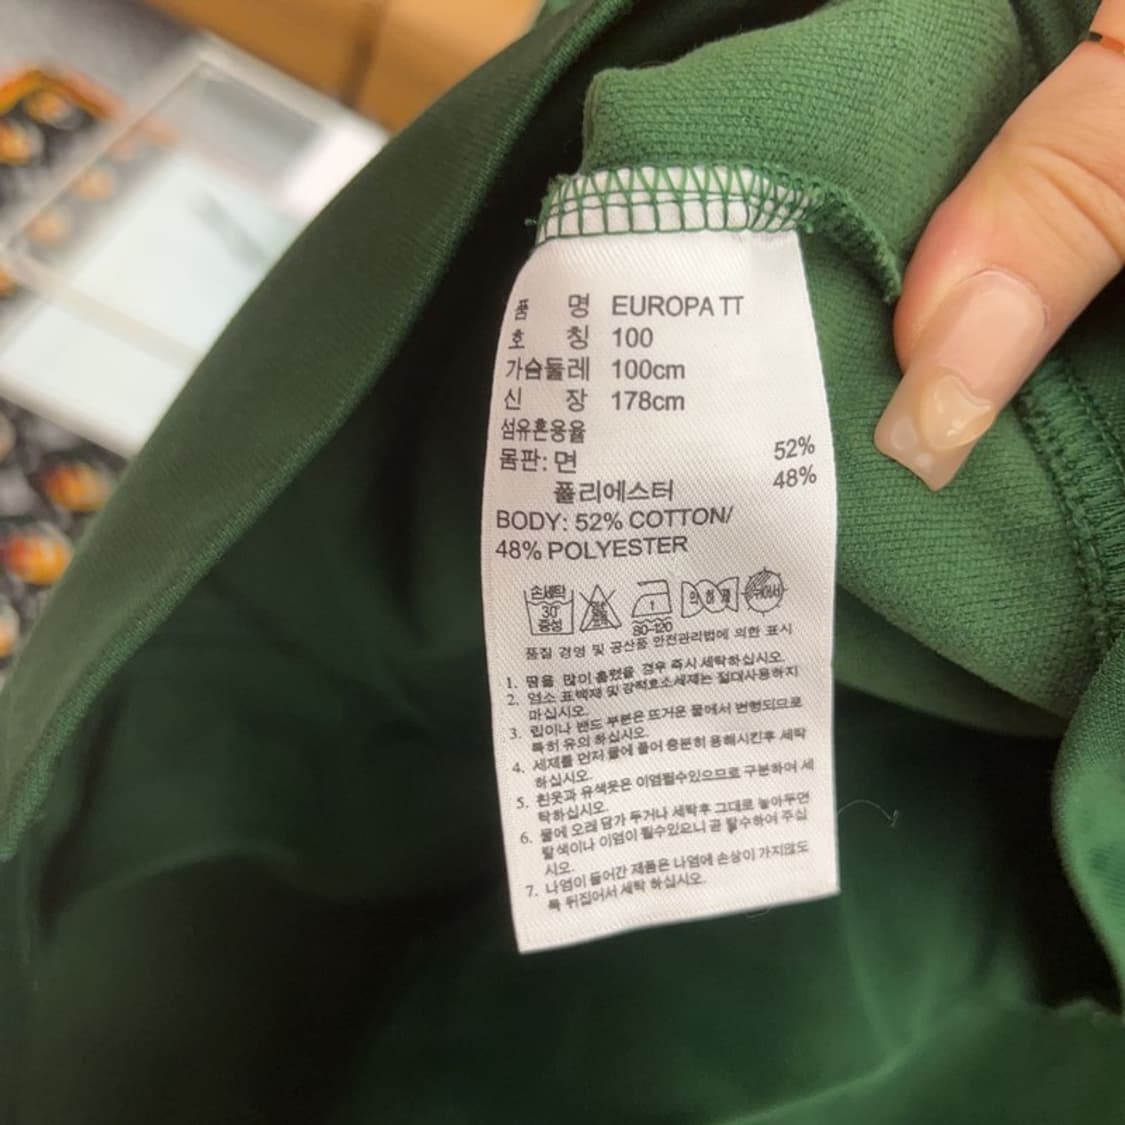 품 명 EUROPA TT
호 칭 100
가슴둘레 100cm
신 장 178cm
섬유혼용율
몸판: 면 52%
폴리에스터 48%
BODY: 52% COTTON/
48% POLYESTER
손세탁
30°
중성
1
80-120
약하게
뉘어서
품질 경영 및 공산품 안전관리법에 의한 표시
1. 땀을 많이 흘렸을 경우 즉시 세탁하십시오.
2. 염소 표백제 및 강력효소세제는 절대사용하지
마십시오.
3. 립이나 밴드 부분은 뜨거운 물에서 변형되므로
특히 유의 하십시오.
4. 세제를 먼저 물에 풀어 충분히 용해시킨후 세탁
하십시오.
5. 흰옷과 유색옷은 이염될수있으므로 구분하여 세
탁하십시오.
6. 물에 오래 담가 두거나 세탁후 그대로 놓아두면
탈색이나 이염이 될수있으니 곧 탈수하여 주십
시오.
7. 나염이 들어간 제품은 나염에 손상이 가지않도
록 뒤집어서 세탁 하십시오.